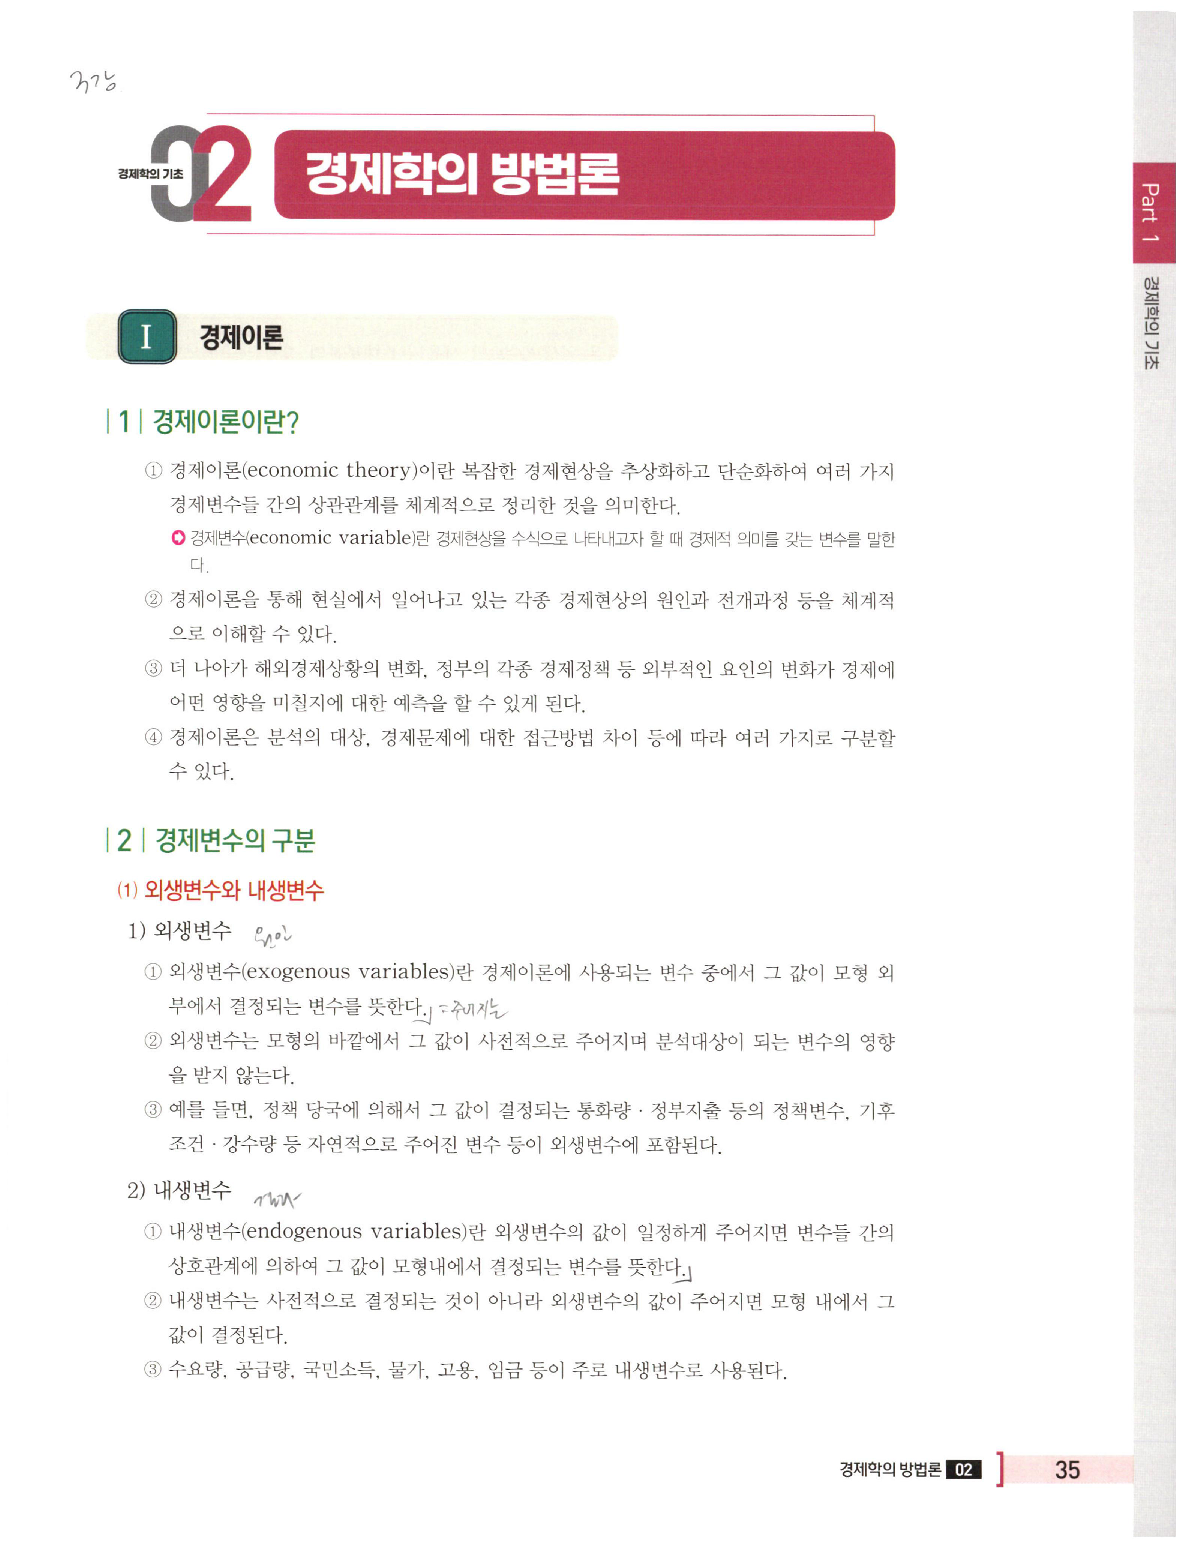 3강
경제학의 기초
02
경제학의 방법론
Part 1
경제학의 기초
I 경제이론
|1| 경제이론이란?
① 경제이론(economic theory)이란 복잡한 경제현상을 추상화하고 단순화하여 여러 가지
경제변수들 간의 상관관계를 체계적으로 정리한 것을 의미한다.
경제변수(economic variable)란 경제현상을 수식으로 나타내고자 할 때 경제적 의미를 갖는 변수를 말한
다.
② 경제이론을 통해 현실에서 일어나고 있는 각종 경제현상의 원인과 전개과정 등을 체계적
으로 이해할 수 있다.
③ 더 나아가 해외경제상황의 변화, 정부의 각종 경제정책 등 외부적인 요인의 변화가 경제에
어떤 영향을 미칠지에 대한 예측을 할 수 있게 된다.
④ 경제이론은 분석의 대상, 경제문제에 대한 접근방법 차이 등에 따라 여러 가지로 구분할
수 있다.
|2| 경제변수의 구분
(1) 외생변수와 내생변수
1) 외생변수 원인
① 외생변수(exogenous variables)란 경제이론에 사용되는 변수 중에서 그 값이 모형 외
부에서 결정되는 변수를 뜻한다. = 주어지는
② 외생변수는 모형의 바깥에서 그 값이 사전적으로 주어지며 분석대상이 되는 변수의 영향
을 받지 않는다.
③ 예를 들면, 정책 당국에 의해서 그 값이 결정되는 통화량 · 정부지출 등의 정책변수, 기후
조건 · 강수량 등 자연적으로 주어진 변수 등이 외생변수에 포함된다.
2) 내생변수
① 내생변수(endogenous variables)란 외생변수의 값이 일정하게 주어지면 변수들 간의
상호관계에 의하여 그 값이 모형내에서 결정되는 변수를 뜻한다.
② 내생변수는 사전적으로 결정되는 것이 아니라 외생변수의 값이 주어지면 모형 내에서 그
값이 결정된다.
③ 수요량, 공급량, 국민소득, 물가, 고용, 임금 등이 주로 내생변수로 사용된다.
경제학의 방법론 02
35